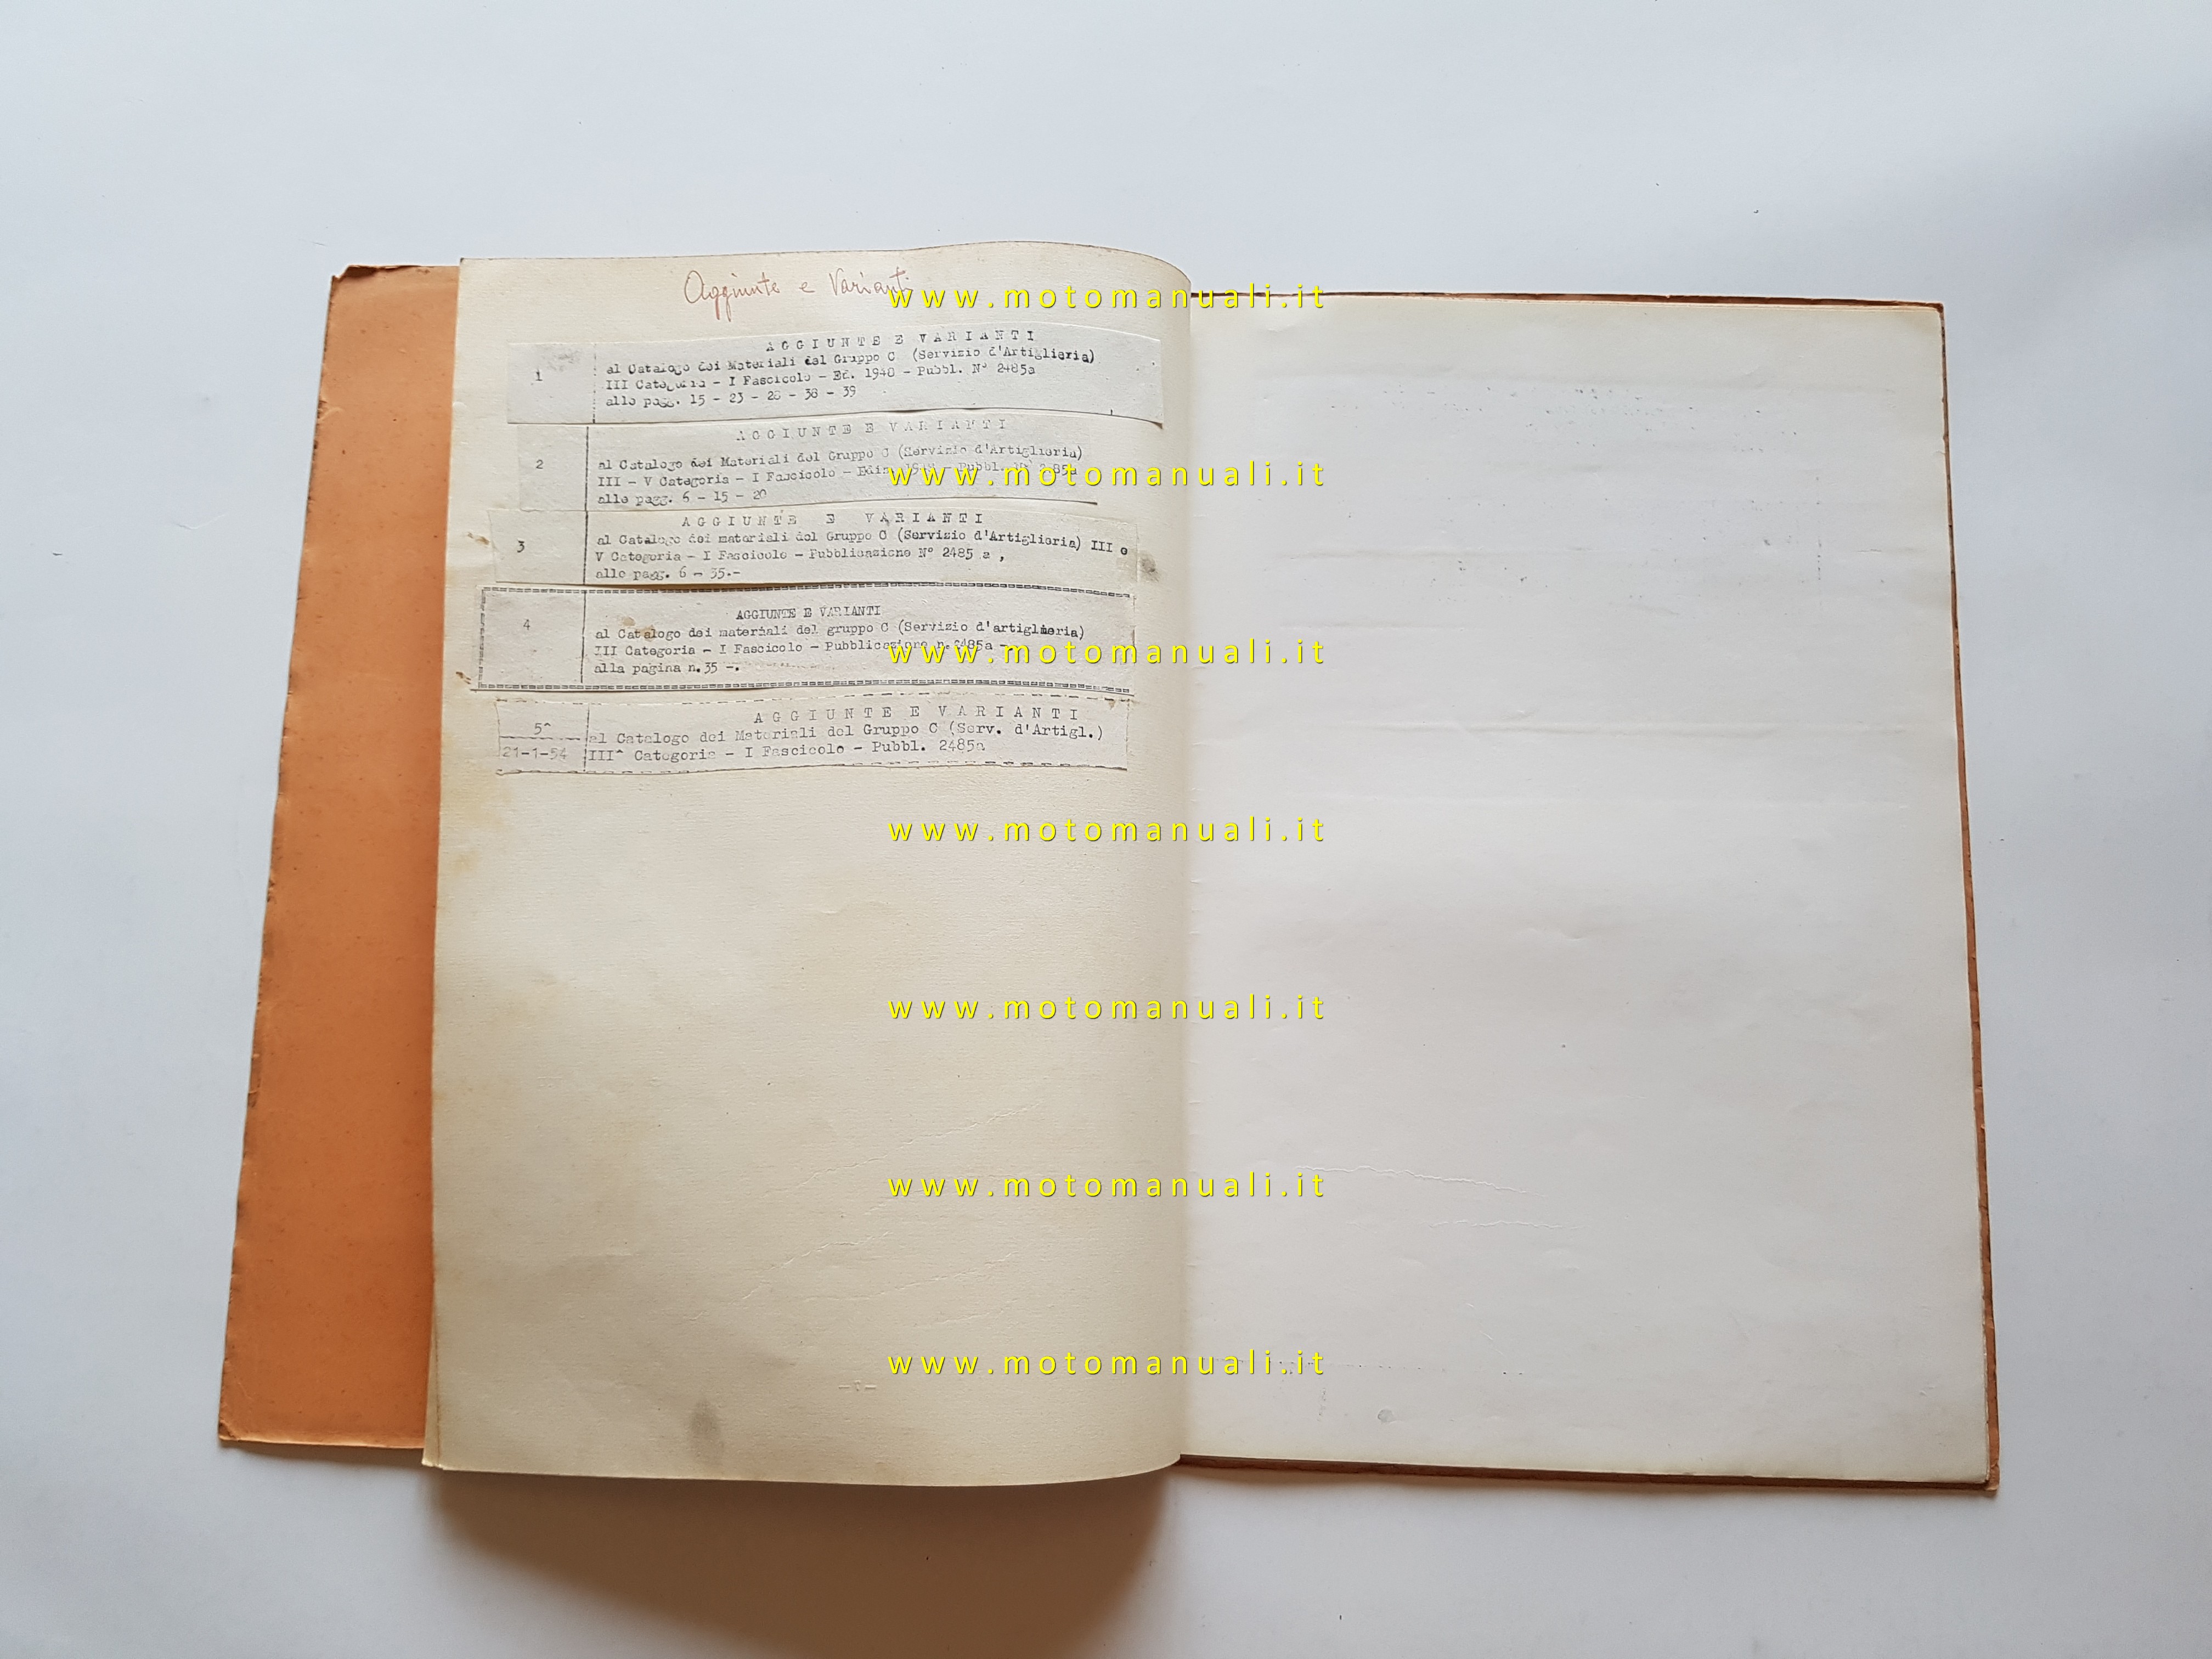 Aggiunte e Varianti
www.motomanuali.it
AGGIUNTE E VARIANTI
1
al Catalogo dei Materiali del Gruppo C (Servizio d'Artiglieria)
III Categoria - I Fascicolo - Ed. 1948 - Pubbl. N° 2485a
alle pagg. 15 - 23 - 28 - 38 - 39
AGGIUNTE E VARIANTI
2
al Catalogo dei Materiali del Gruppo C (Servizio d'Artiglieria)
www.motomanuali.it
III - V Categoria - I Fascicolo - Pubbl. 2485a
alle pagg. 6 - 15 - 20
AGGIUNTE E VARIANTI
3
al Catalogo dei materiali del Gruppo C (Servizio d'Artiglieria) III e
V Categoria - I Fascicolo - Pubblicazione N° 2485 a ,
alle pagg. 6 - 35.-
AGGIUNTE E VARIANTI
4
al Catalogo dei materiali del gruppo C (Servizio d'artiglieria)
III Categoria - I Fascicolo - Pubblicazione n. 2485a -
www.motomanuali.it
alla pagina n.35 -.
AGGIUNTE E VARIANTI
5^
al Catalogo dei Materiali del Gruppo C (Serv. d'Artigl.)
21-1-54
III^ Categoria - I Fascicolo - Pubbl. 2485a
www.motomanuali.it
www.motomanuali.it
www.motomanuali.it
www.motomanuali.it